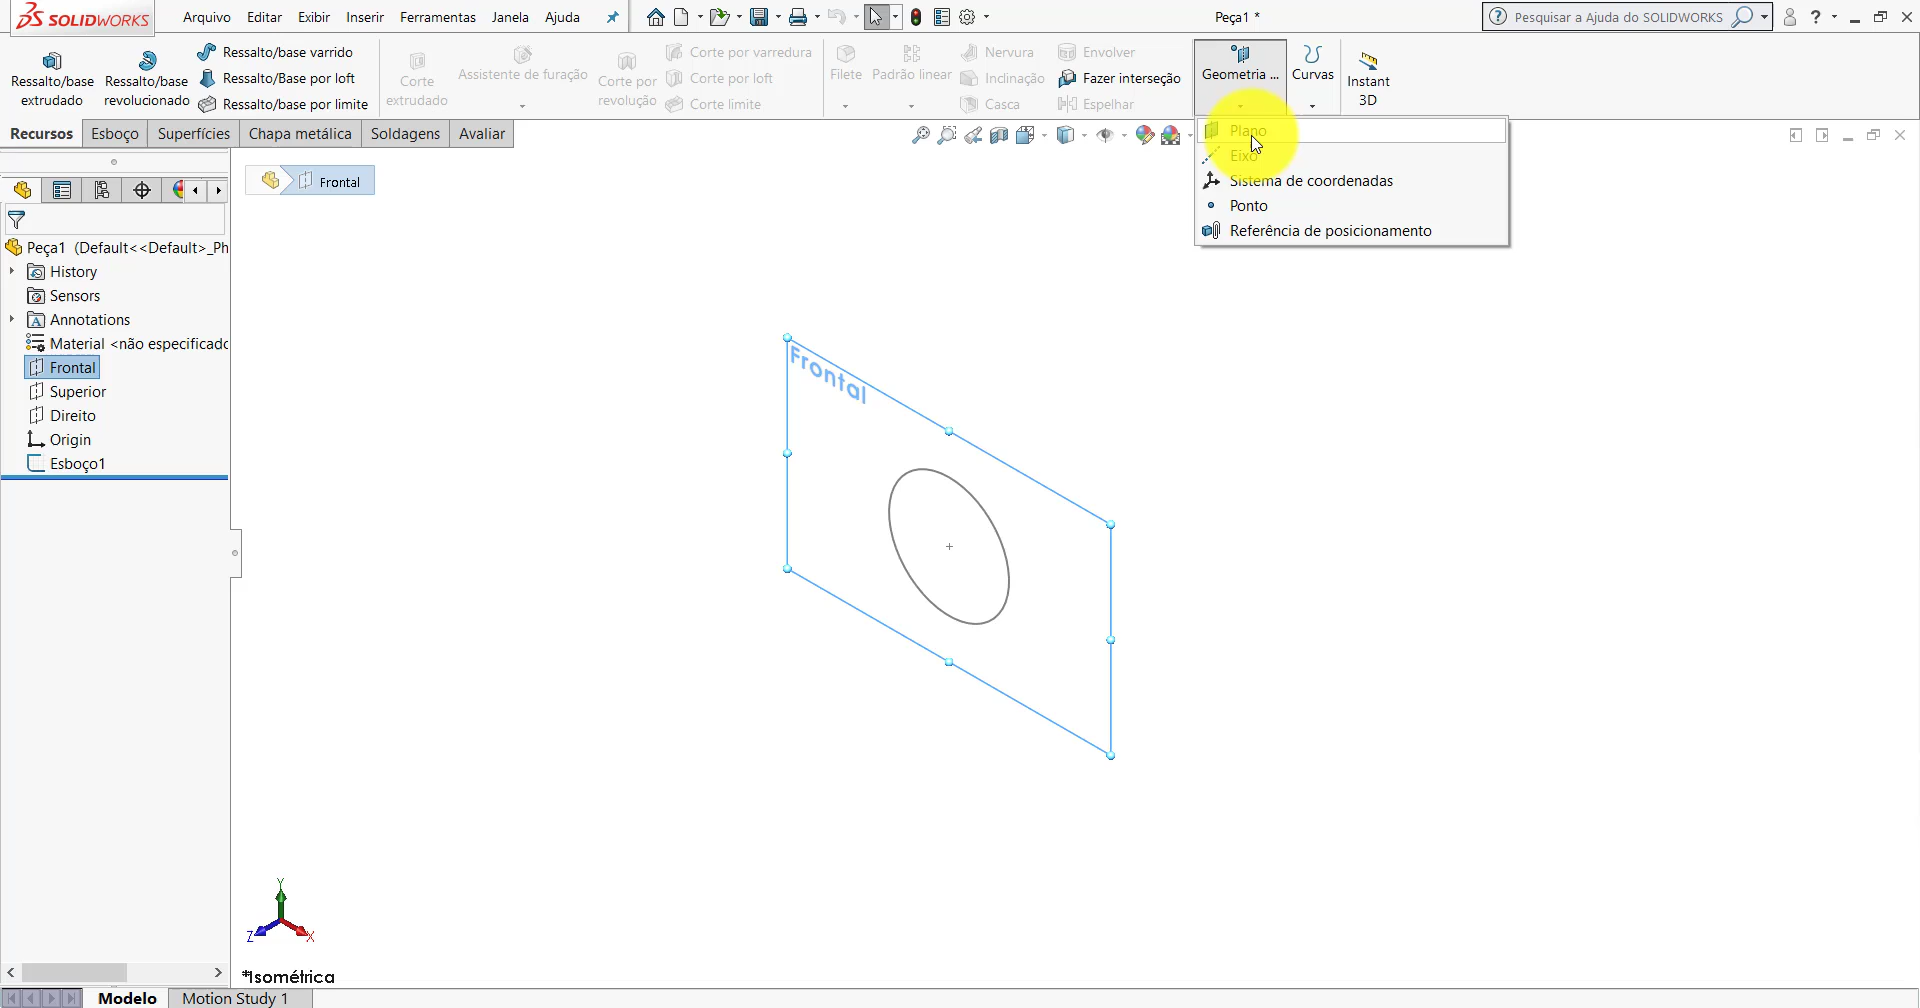 SOLIDWORKS
Arquivo Editar Exibir Inserir Ferramentas Janela Ajuda
Peça1 *
Pesquisar a Ajuda do SOLIDWORKS
Ressalto/base extrudado
Ressalto/base revolucionado
Ressalto/base varrido
Ressalto/Base por loft
Ressalto/base por limite
Corte extrudado
Assistente de furação
Corte por revolução
Corte por varredura
Corte por loft
Corte limite
Filete
Padrão linear
Nervura
Inclinação
Casca
Envolver
Fazer interseção
Espelhar
Geometria ...
Curvas
Instant 3D
Recursos Esboço Superfícies Chapa metálica Soldagens Avaliar
Plano
Eixo
Sistema de coordenadas
Ponto
Referência de posicionamento
Frontal
Peça1 (Default<<Default>_Ph
History
Sensors
Annotations
Material <não especificado
Frontal
Superior
Direito
Origin
Esboço1
Frontal
Y
Z
X
*Isométrica
Modelo Motion Study 1